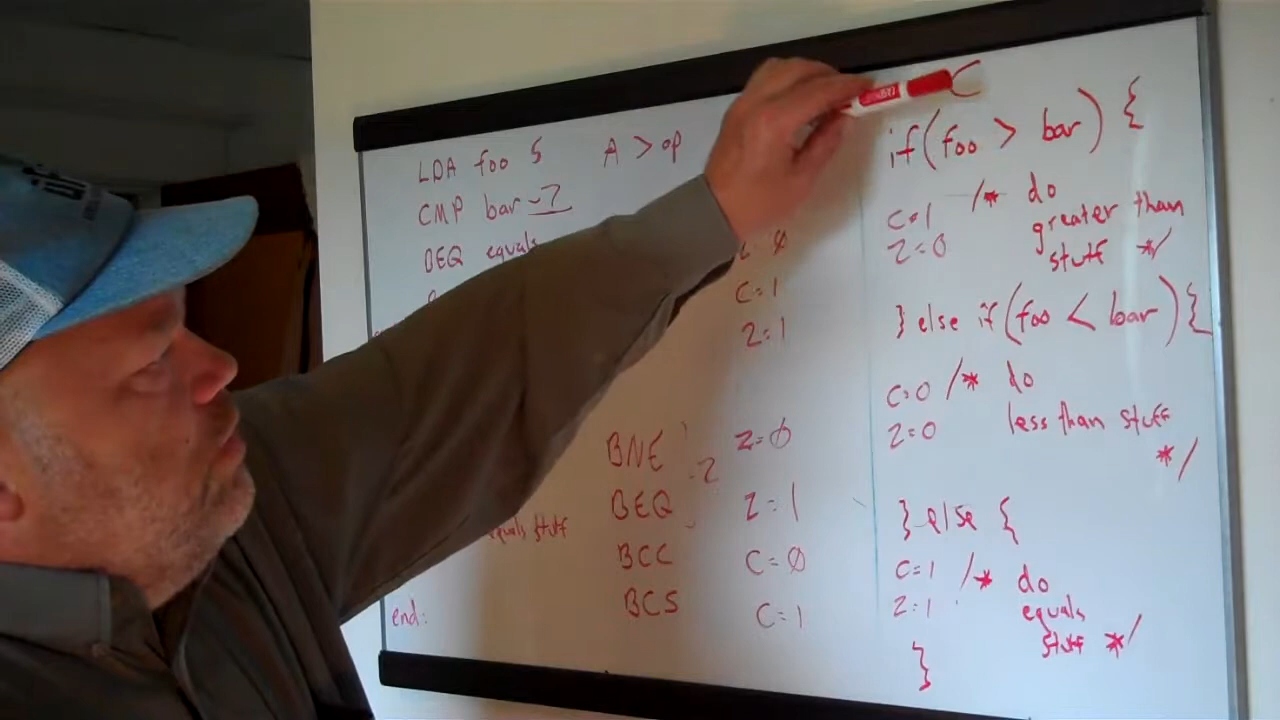 LDA foo 5
CMP bar - 7
BEQ equals
equals stuff
end:
A > op
Z=0
C=1
Z=1
BNE Z=0
Z
BEQ Z=1
BCC C=0
BCS C=1
C
if(foo > bar) {
C=1 /* do
Z=0 greater than
stuff */
} else if(foo < bar){
C=0 /* do
Z=0 less than stuff
*/
} else {
C=1 /* do
Z=1 equals
stuff */
}